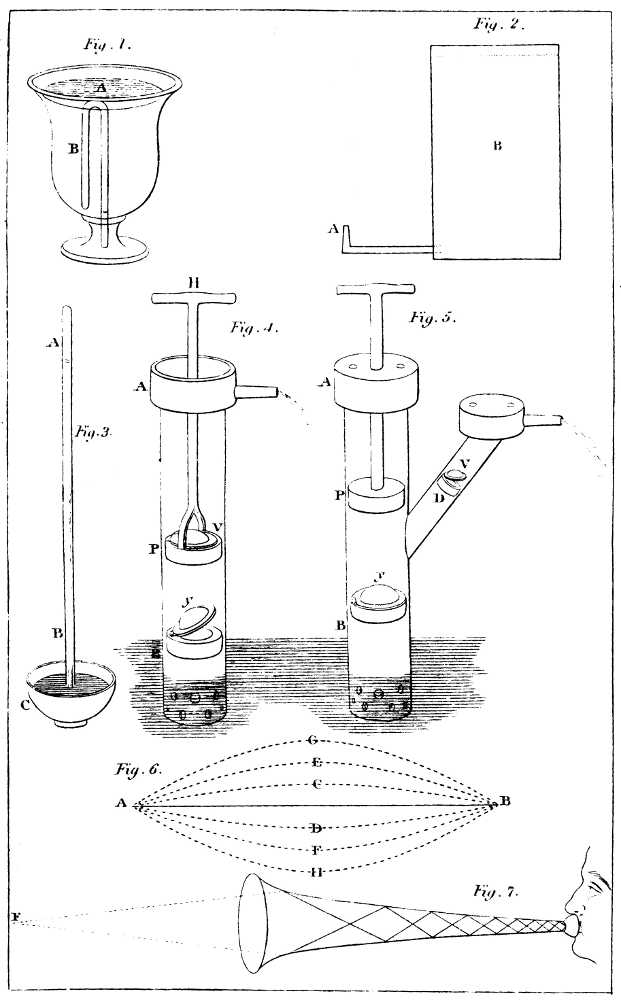 Fig. 1.
A
B
Fig. 2.
B
A
Fig. 3.
A
B
C
H
Fig. 4.
A
V
P
y
B
Fig. 5.
A
P
V
D
y
B
Fig. 6.
G
E
C
A
B
D
F
H
Fig. 7.
F